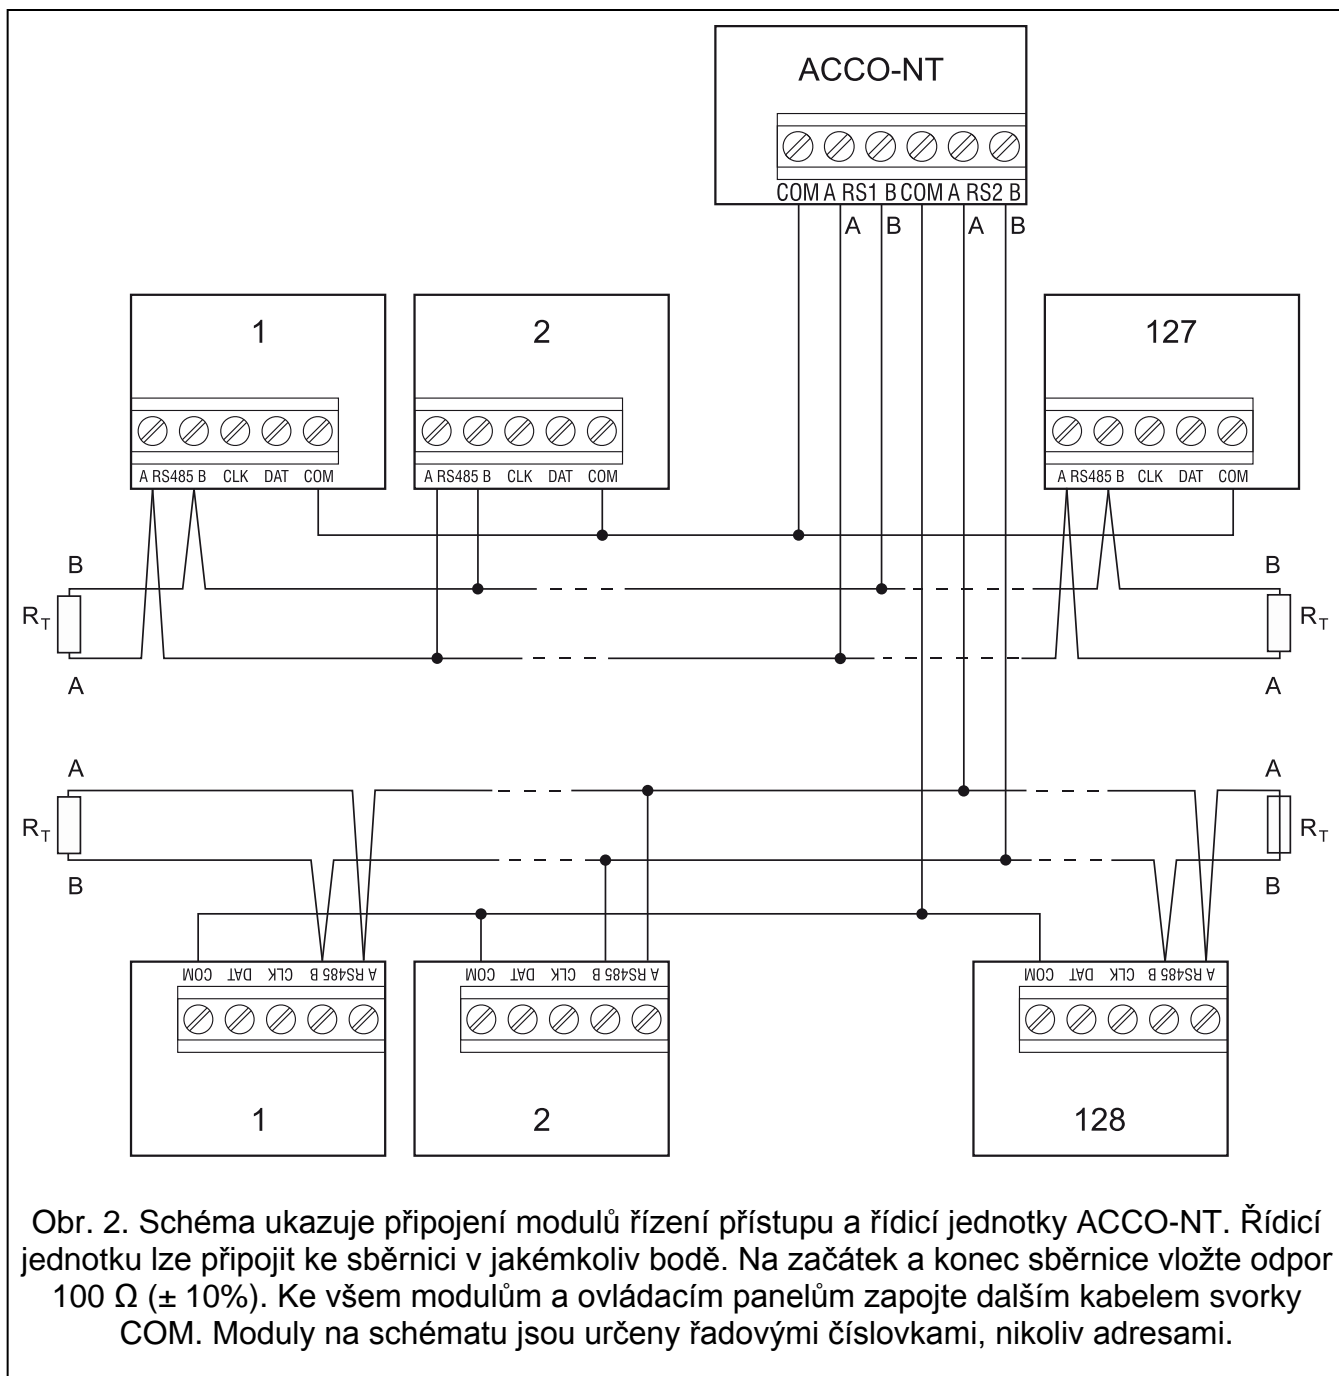 ACCO-NT
COM A RS1 B COM A RS2 B
A B A B
1
2
127
A RS485 B CLK DAT COM
A RS485 B CLK DAT COM
A RS485 B CLK DAT COM
B
B
RT
RT
A
A
A
A
RT
RT
B
B
COM DAT CLK A RS485 B
COM DAT CLK A RS485 B
COM DAT CLK A RS485 B
1
2
128
Obr. 2. Schéma ukazuje připojení modulů řízení přístupu a řídicí jednotky ACCO-NT. Řídicí
jednotku lze připojit ke sběrnici v jakémkoliv bodě. Na začátek a konec sběrnice vložte odpor
100 Ω (± 10%). Ke všem modulům a ovládacím panelům zapojte dalším kabelem svorky
COM. Moduly na schématu jsou určeny řadovými číslovkami, nikoliv adresami.